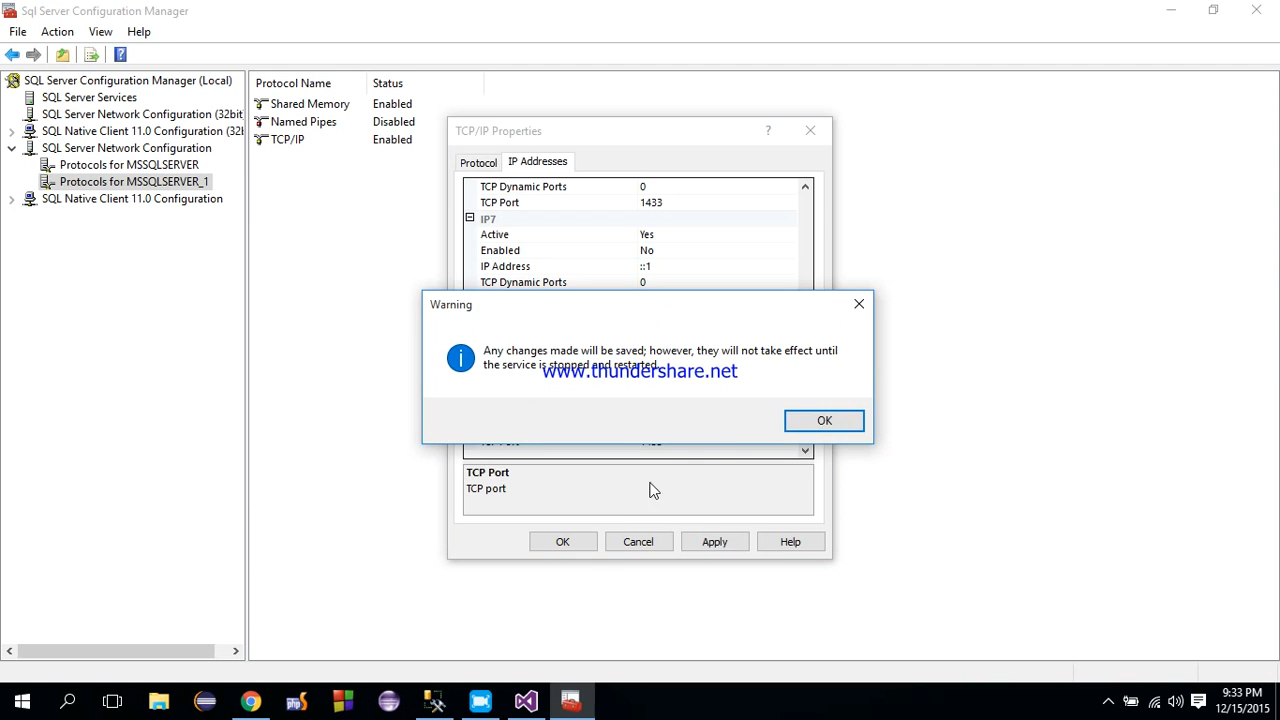 Sql Server Configuration Manager
File Action View Help
SQL Server Configuration Manager (Local)
SQL Server Services
SQL Server Network Configuration (32bit
SQL Native Client 11.0 Configuration (32b
SQL Server Network Configuration
Protocols for MSSQLSERVER
Protocols for MSSQLSERVER_1
SQL Native Client 11.0 Configuration
Protocol Name Status
Shared Memory Enabled
Named Pipes Disabled
TCP/IP Enabled
TCP/IP Properties
Protocol IP Addresses
TCP Dynamic Ports 0
TCP Port 1433
IP7
Active Yes
Enabled No
IP Address ::1
TCP Dynamic Ports 0
Warning
Any changes made will be saved; however, they will not take effect until
the service is stopped and restarted.
www.thundershare.net
OK
TCP Port 1433
TCP Port
TCP port
OK Cancel Apply Help
php
9:33 PM
12/15/2015